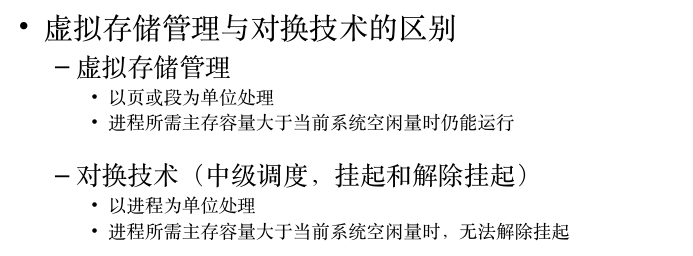 • 虚拟存储管理与对换技术的区别
– 虚拟存储管理
• 以页或段为单位处理
• 进程所需主存容量大于当前系统空闲量时仍能运行
– 对换技术（中级调度，挂起和解除挂起）
• 以进程为单位处理
• 进程所需主存容量大于当前系统空闲量时，无法解除挂起